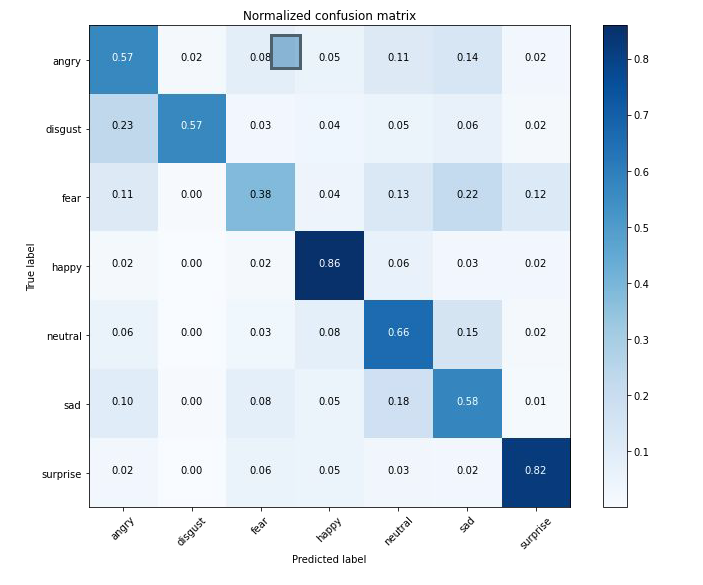 Normalized confusion matrix
angry 0.57 0.02 0.08 0.05 0.11 0.14 0.02
disgust 0.23 0.57 0.03 0.04 0.05 0.06 0.02
fear 0.11 0.00 0.38 0.04 0.13 0.22 0.12
happy 0.02 0.00 0.02 0.86 0.06 0.03 0.02
neutral 0.06 0.00 0.03 0.08 0.66 0.15 0.02
sad 0.10 0.00 0.08 0.05 0.18 0.58 0.01
surprise 0.02 0.00 0.06 0.05 0.03 0.02 0.82
angry disgust fear happy neutral sad surprise
Predicted label
True label
0.8
0.7
0.6
0.5
0.4
0.3
0.2
0.1